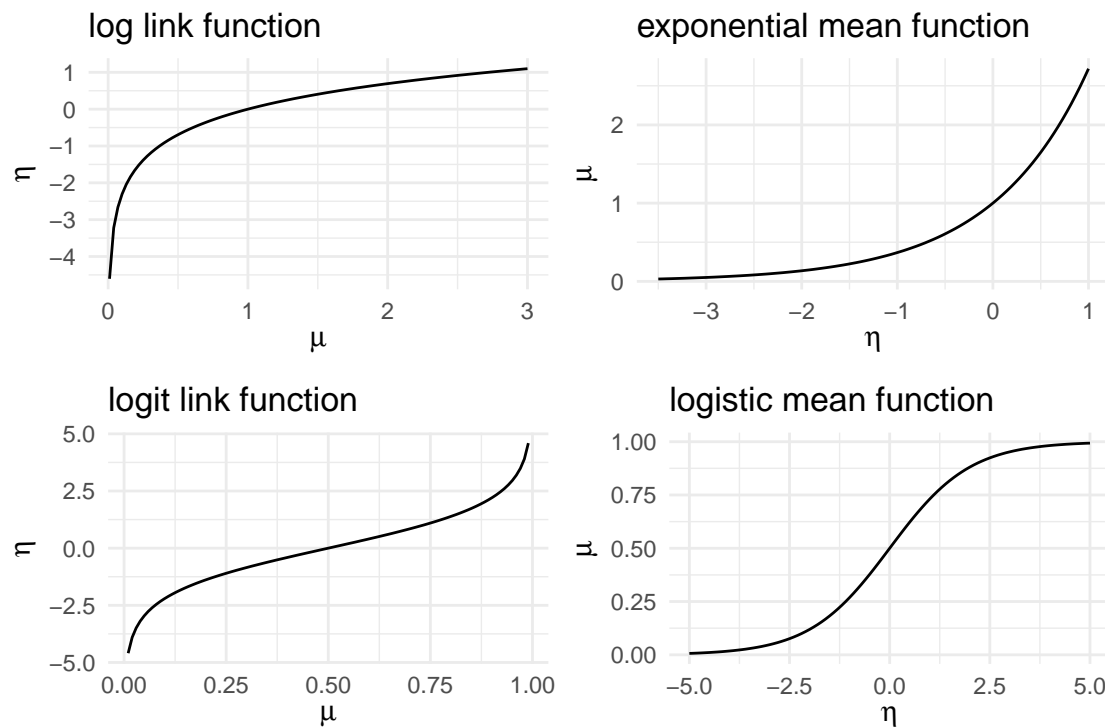 log link function
1
0
−1
−2
−3
−4
η
0 1 2 3
μ
exponential mean function
2
1
0
μ
−3 −2 −1 0 1
η
logit link function
5.0
2.5
0.0
−2.5
−5.0
η
0.00 0.25 0.50 0.75 1.00
μ
logistic mean function
1.00
0.75
0.50
0.25
0.00
μ
−5.0 −2.5 0.0 2.5 5.0
η